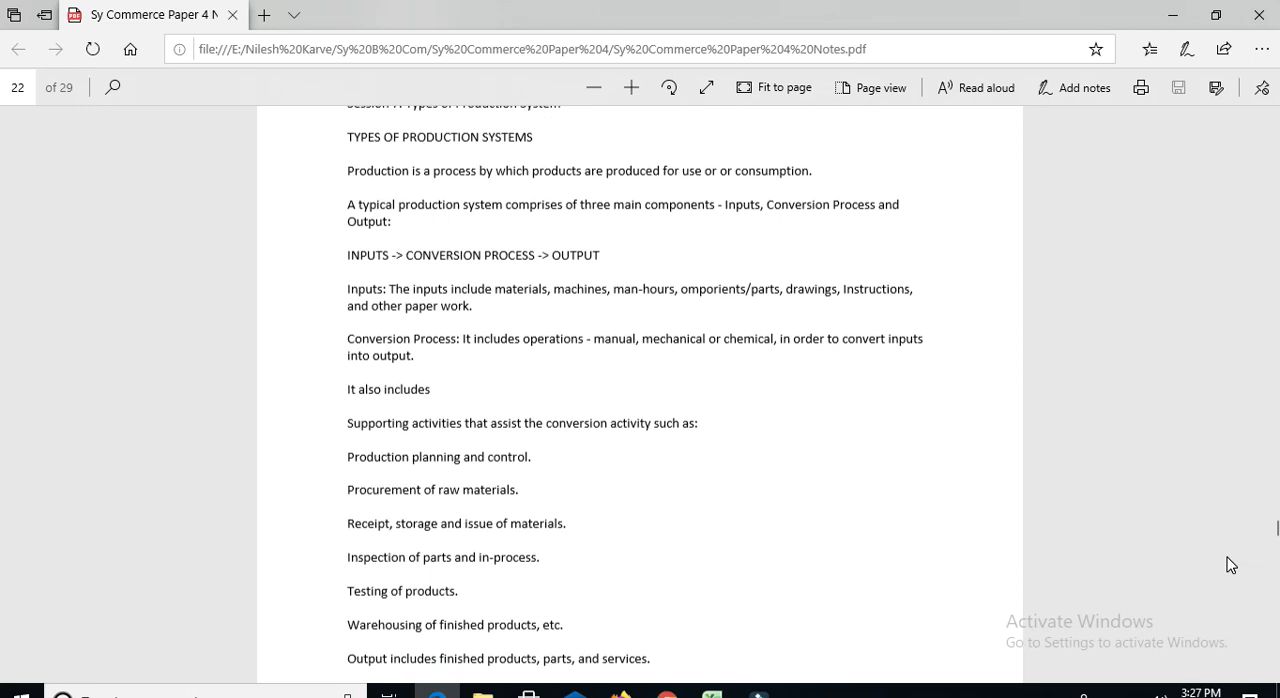 Sy Commerce Paper 4 N
file:///E:/Nilesh%20Karve/Sy%20B%20Com/Sy%20Commerce%20Paper%204/Sy%20Commerce%20Paper%204%20Notes.pdf
22 of 29
Fit to page
Page view
Read aloud
Add notes
Types of Production System
TYPES OF PRODUCTION SYSTEMS
Production is a process by which products are produced for use or or consumption.
A typical production system comprises of three main components - Inputs, Conversion Process and
Output:
INPUTS -> CONVERSION PROCESS -> OUTPUT
Inputs: The inputs include materials, machines, man-hours, omporients/parts, drawings, Instructions,
and other paper work.
Conversion Process: It includes operations - manual, mechanical or chemical, in order to convert inputs
into output.
It also includes
Supporting activities that assist the conversion activity such as:
Production planning and control.
Procurement of raw materials.
Receipt, storage and issue of materials.
Inspection of parts and in-process.
Testing of products.
Warehousing of finished products, etc.
Output includes finished products, parts, and services.
Activate Windows
Go to Settings to activate Windows.
3:27 PM